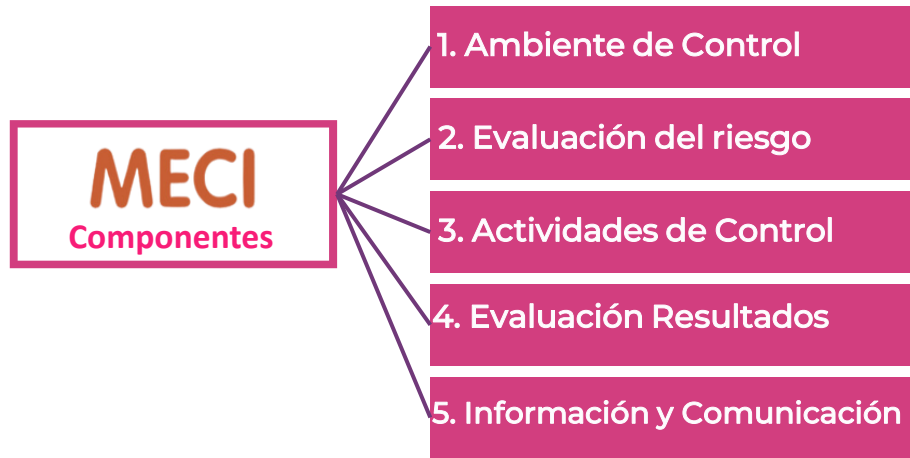 MECI
Componentes
1. Ambiente de Control
2. Evaluación del riesgo
3. Actividades de Control
4. Evaluación Resultados
5. Información y Comunicación